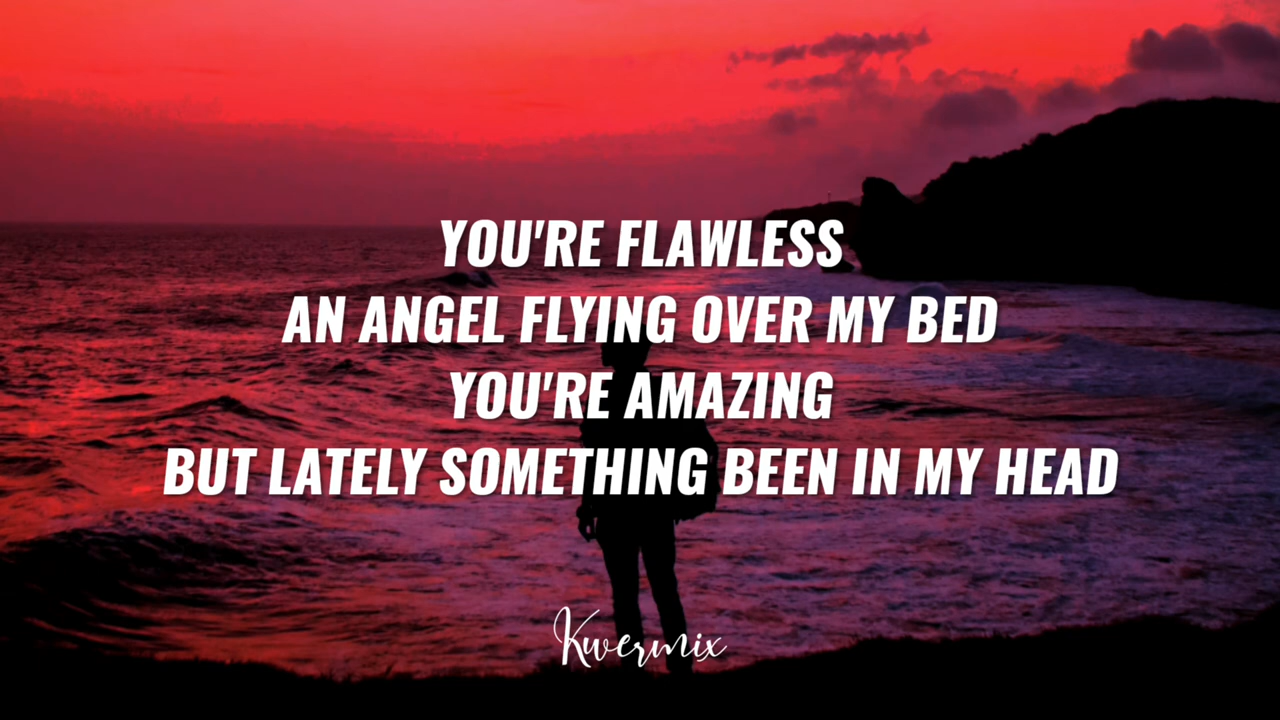 YOU'RE FLAWLESS
AN ANGEL FLYING OVER MY BED
YOU'RE AMAZING
BUT LATELY SOMETHING BEEN IN MY HEAD
Kwermix